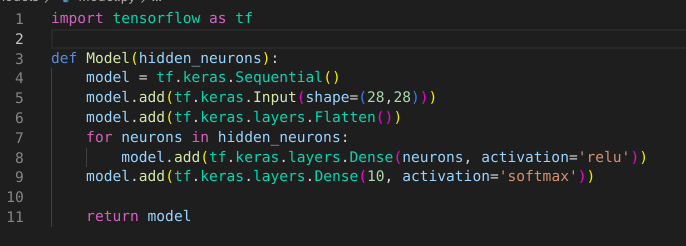 1 import tensorflow as tf
2
3 def Model(hidden_neurons):
4     model = tf.keras.Sequential()
5     model.add(tf.keras.Input(shape=(28,28)))
6     model.add(tf.keras.layers.Flatten())
7     for neurons in hidden_neurons:
8         model.add(tf.keras.layers.Dense(neurons, activation='relu'))
9     model.add(tf.keras.layers.Dense(10, activation='softmax'))
10
11     return model